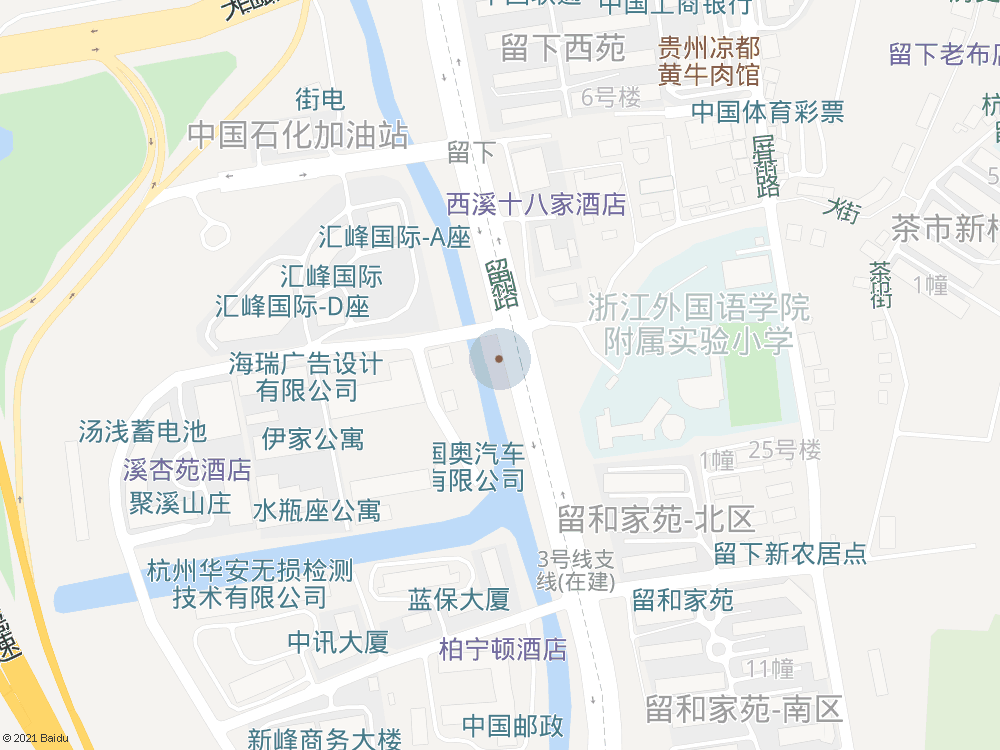 中国工商银行
留下西苑
贵州凉都
黄牛肉馆
留下老布店
6号楼
街电
中国体育彩票
中国石化加油站
留下
屏基路
西溪十八家酒店
大街
茶市新村
汇峰国际-A座
汇峰国际
茶街
1幢
汇峰国际-D座
留和路
浙江外国语学院
附属实验小学
海瑞广告设计
有限公司
汤浅蓄电池
伊家公寓
国奥汽车
有限公司
25号楼
1幢
溪杏苑酒店
聚溪山庄
水瓶座公寓
留和家苑-北区
3号线支
线(在建)
留下新农居点
杭州华安无损检测
技术有限公司
蓝保大厦
留和家苑
中讯大厦
柏宁顿酒店
11幢
留和家苑-南区
中国邮政
新峰商务大楼
© 2021 Baidu